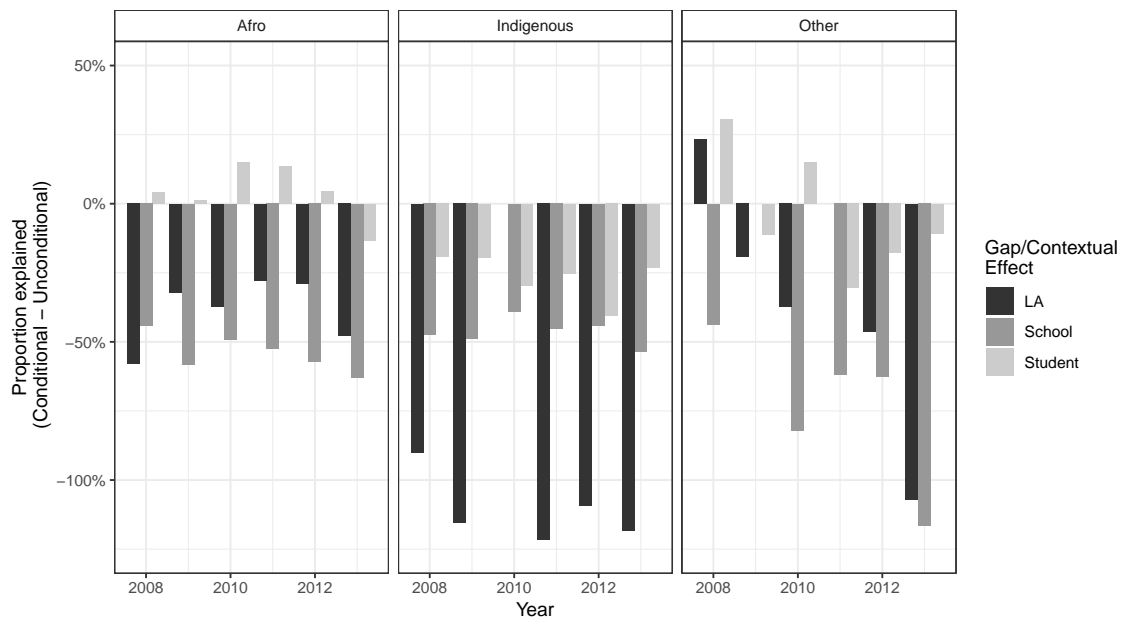 Afro
Indigenous
Other
50%
0%
−50%
−100%
Proportion explained
(Conditional − Unconditional)
2008
2010
2012
2008
2010
2012
2008
2010
2012
Year
Gap/Contextual
Effect
LA
School
Student